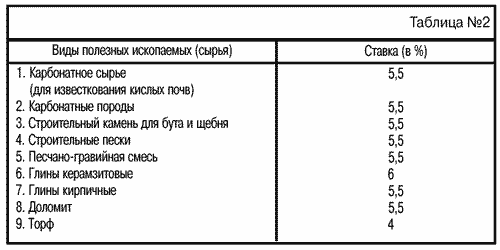 Таблица №2
Виды полезных ископаемых (сырья) Ставка (в %)
1. Карбонатное сырье 5,5
(для известкования кислых почв)
2. Карбонатные породы 5,5
3. Строительный камень для бута и щебня 5,5
4. Строительные пески 5,5
5. Песчано-гравийная смесь 5,5
6. Глины керамзитовые 6
7. Глины кирпичные 5,5
8. Доломит 5,5
9. Торф 4